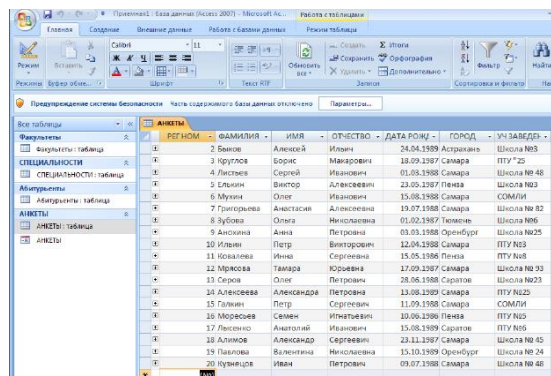 Приемная1 : база данных (Access 2007) - Microsoft Ac...
Работа с таблицами
Главная Создание Внешние данные Работа с базами данных Режим таблицы
Режим
Вставить
Calibri 11
Ж К Ч
Обновить все
Создать
Сохранить
Удалить
Σ Итоги
Орфография
Дополнительно
Фильтр
Найти
Режимы Буфер обме... Шрифт Текст RTF Записи Сортировка и фильтр На
Предупреждение системы безопасности Часть содержимого базы данных отключено Параметры...
Все таблицы
Факультеты
Факультеты : таблица
СПЕЦИАЛЬНОСТИ
СПЕЦИАЛЬНОСТИ : таблица
Абитурьенты
Абитурьенты : таблица
АНКЕТЫ
АНКЕТЫ : таблица
АНКЕТЫ
АНКЕТЫ
РЕГНОМ ФАМИЛИЯ ИМЯ ОТЧЕСТВО ДАТА РОЖД ГОРОД УЧ ЗАВЕДЕН
2 Быков Алексей Ильич 24.04.1989 Астрахань Школа №3
3 Круглов Борис Макарович 18.09.1987 Самара ПТУ "25
4 Листьев Сергей Иванович 01.03.1988 Самара Школа № 48
5 Елькин Виктор Алексеевич 23.05.1987 Пенза Школа №3
6 Мухин Олег Иванович 15.08.1988 Самара СОМЛИ
7 Григорьева Анастасия Алексеевна 19.07.1988 Самара Школа № 82
8 Зубова Ольга Николаевна 01.02.1987 Тюмень Школа №6
9 Анохина Анна Петровна 03.03.1988 Оренбург Школа №25
10 Ильин Петр Викторович 12.04.1988 Самара ПТУ №3
11 Ковалева Инна Сергеевна 15.05.1986 Пенза ПТУ №8
12 Мрясова Тамара Юрьевна 17.09.1987 Самара Школа № 93
13 Серов Олег Петрович 28.06.1988 Саратов Школа №23
14 Алексеева Александра Петровна 13.08.1989 Самара ПТУ №25
15 Галкин Петр Сергеевич 11.09.1988 Самара СОМЛИ
16 Моресьев Семен Игнатьевич 10.06.1986 Пенза ПТУ №5
17 Лысенко Анатолий Иванович 15.08.1989 Саратов ПТУ №6
18 Алимов Александр Сергеевич 23.11.1987 Самара Школа № 45
19 Павлова Валентина Николаевна 15.10.1989 Оренбург Школа № 24
20 Кузнецов Иван Петрович 09.07.1988 Самара Школа № 48
(№)